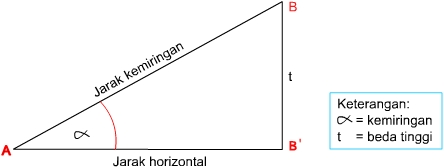 B
Jarak kemiringan
t
∝
A
B'
Jarak horizontal
Keterangan:
∝ = kemiringan
t = beda tinggi